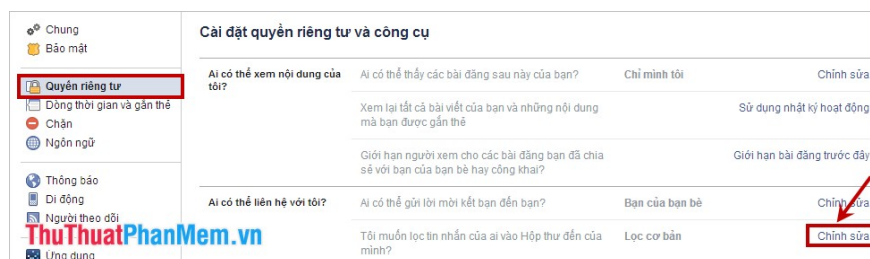 Chung
Bảo mật
Quyền riêng tư
Dòng thời gian và gắn thẻ
Chặn
Ngôn ngữ
Thông báo
Di động
Người theo dõi
Ứng dụng
ThuThuatPhanMem.vn
Cài đặt quyền riêng tư và công cụ
Ai có thể xem nội dung của
tôi?
Ai có thể thấy các bài đăng sau này của bạn?
Chỉ mình tôi
Chỉnh sửa
Xem lại tất cả bài viết của bạn và những nội dung
mà bạn được gắn thẻ
Sử dụng nhật ký hoạt động
Giới hạn người xem cho các bài đăng bạn đã chia
sẻ với bạn của bạn bè hay công khai?
Giới hạn bài đăng trước đây
Ai có thể liên hệ với tôi?
Ai có thể gửi lời mời kết bạn đến bạn?
Bạn của bạn bè
Chỉnh sửa
Tôi muốn lọc tin nhắn của ai vào Hộp thư đến của
mình?
Lọc cơ bản
Chỉnh sửa